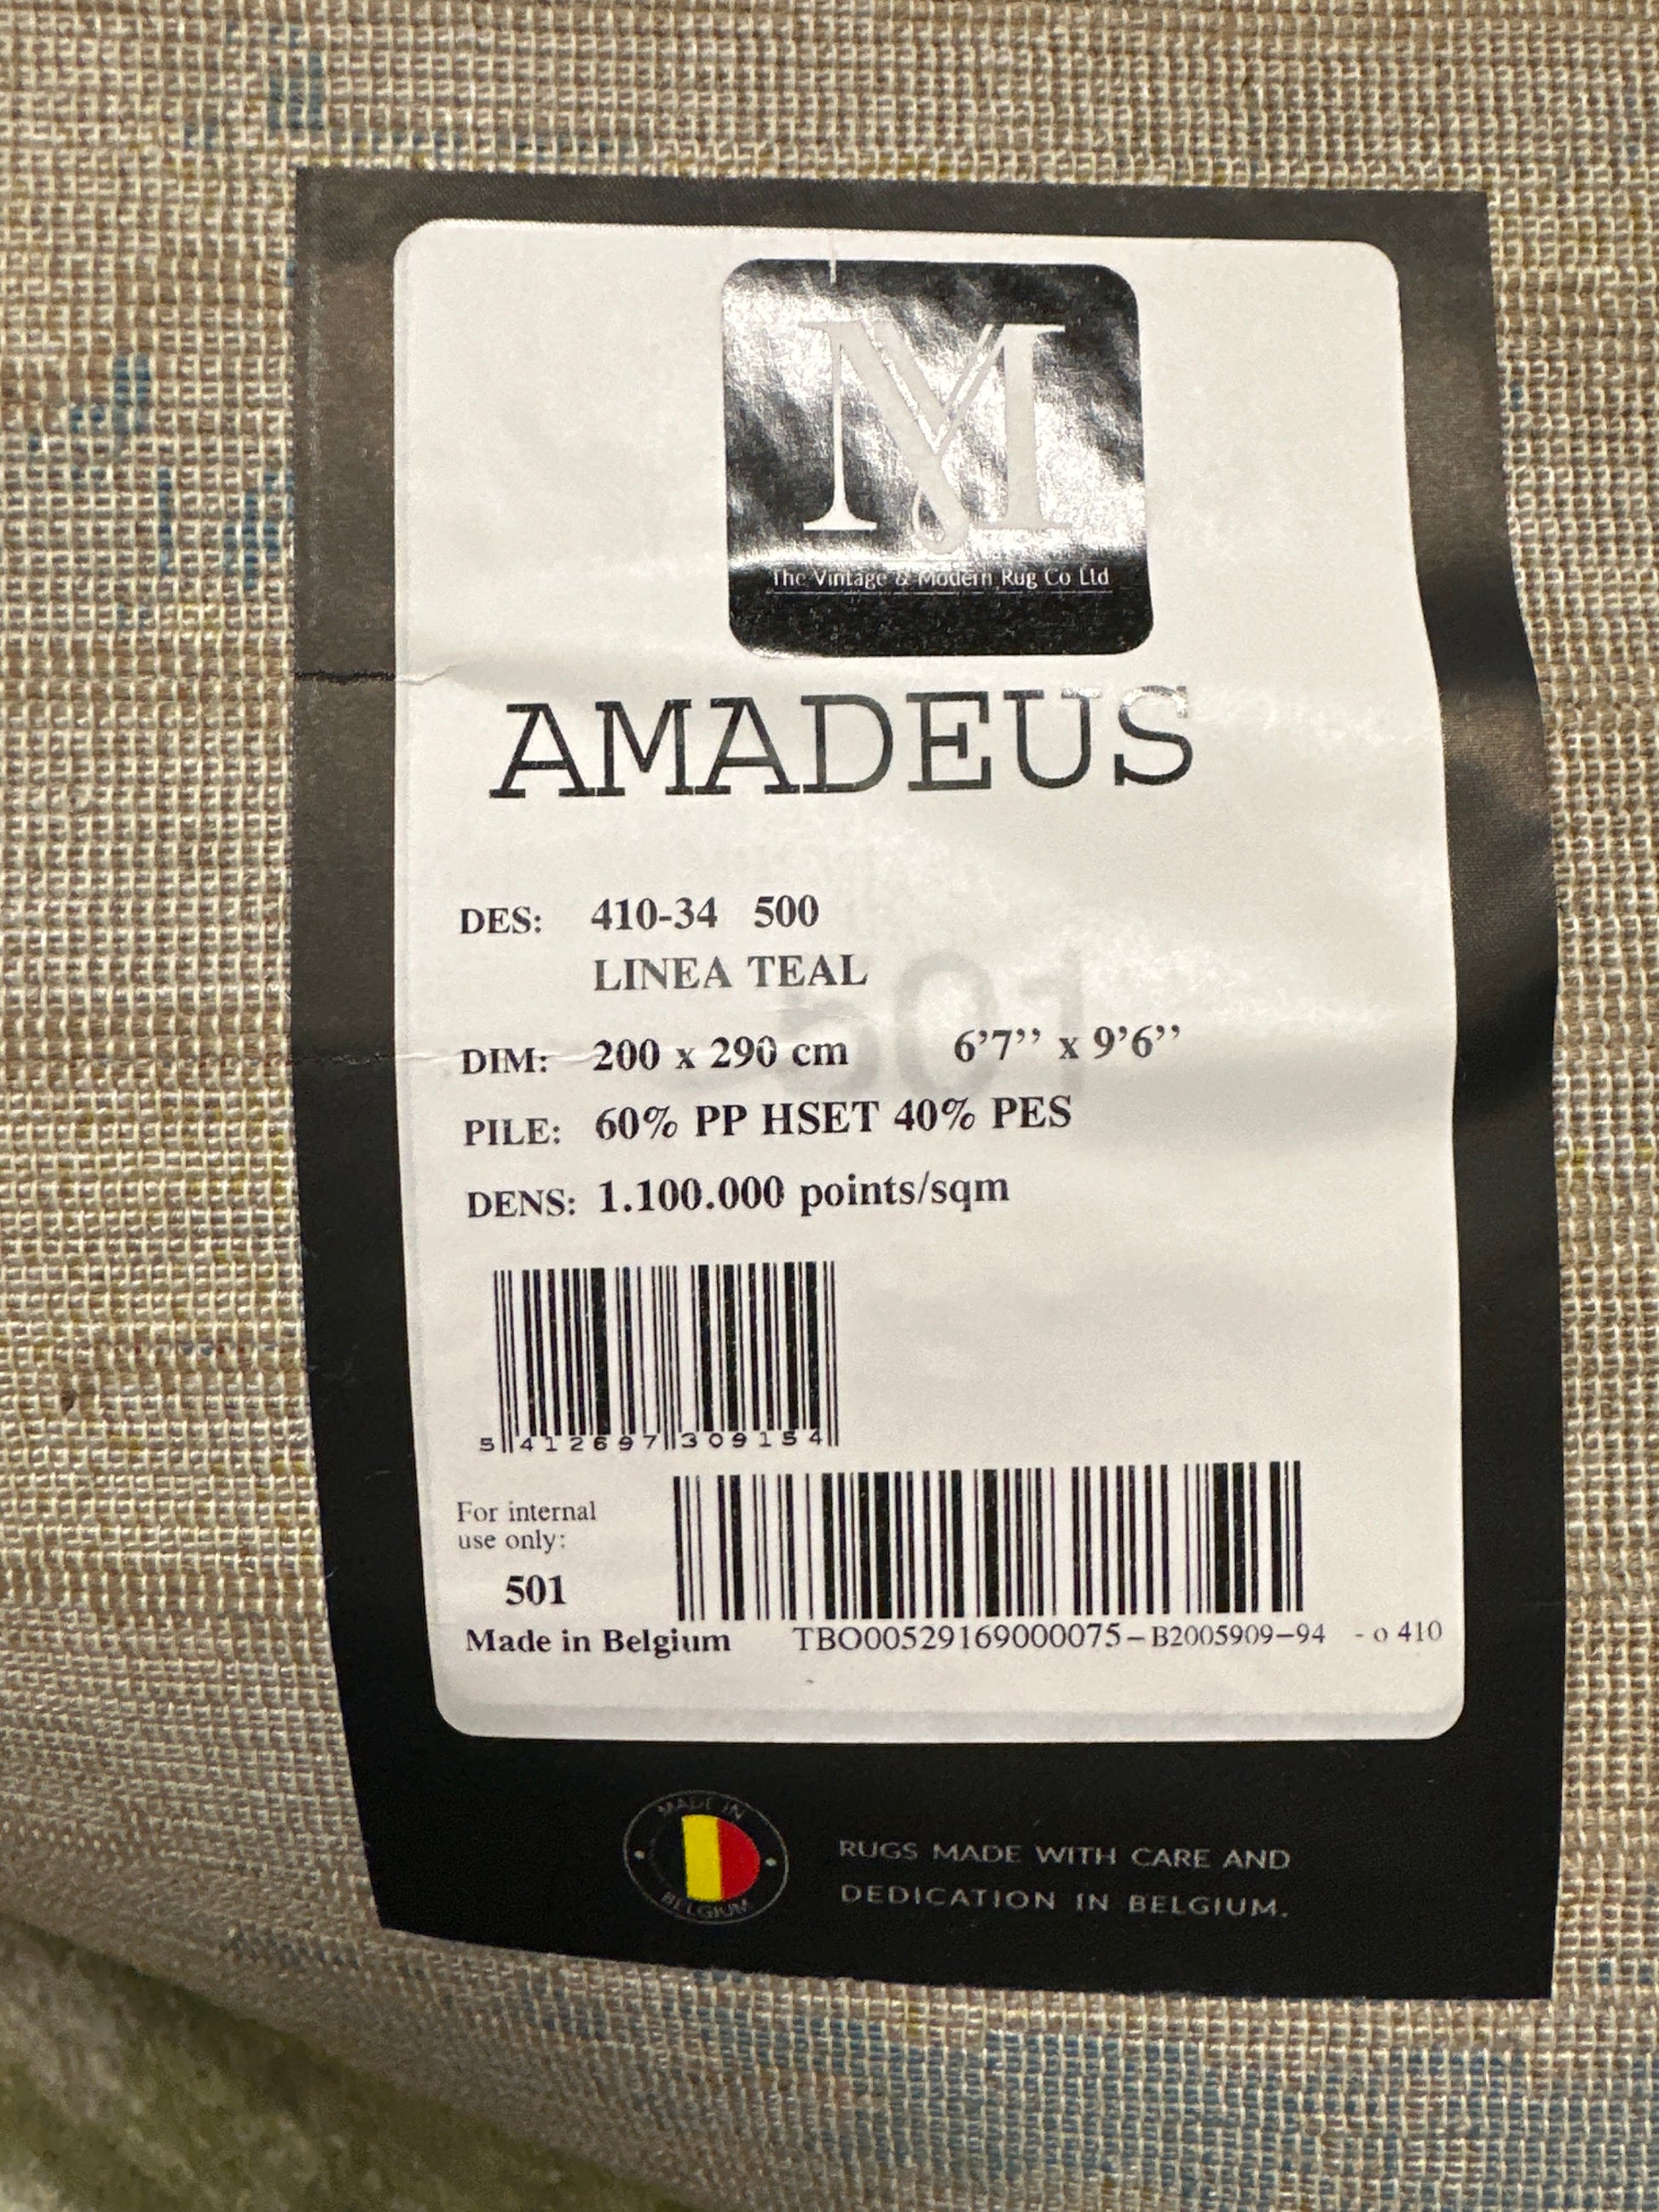 M
The Vintage & Modern Rug Co Ltd
AMADEUS
DES: 410-34 500
LINEA TEAL
DIM: 200 x 290 cm 6’7’’ x 9’6’’
PILE: 60% PP HSET 40% PES
DENS: 1.100.000 points/sqm
5 412697 309154
For internal
use only:
501
Made in Belgium TBO00529169000075-B2005909-94 - o 410
MADE IN
BELGIUM
RUGS MADE WITH CARE AND
DEDICATION IN BELGIUM.
501